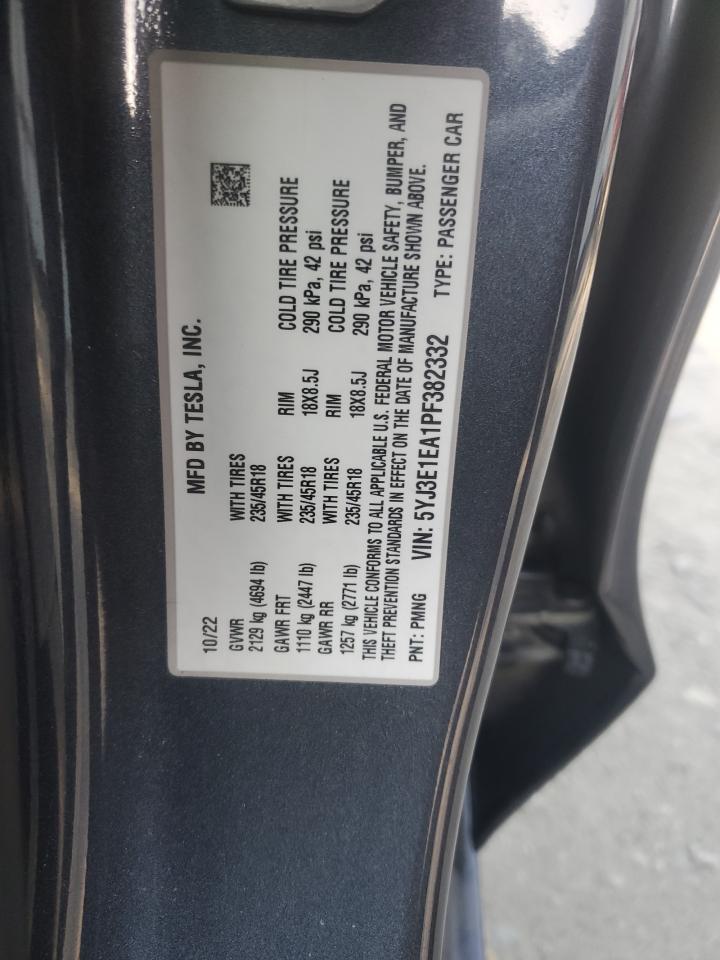 MFD BY TESLA, INC.
10/22
GVWR WITH TIRES
2129 kg (4694 lb) 235/45R18
GAWR FRT WITH TIRES RIM COLD TIRE PRESSURE
1110 kg (2447 lb) 235/45R18 18X8.5J 290 kPa, 42 psi
GAWR RR WITH TIRES RIM COLD TIRE PRESSURE
1257 kg (2771 lb) 235/45R18 18X8.5J 290 kPa, 42 psi
THIS VEHICLE CONFORMS TO ALL APPLICABLE U.S. FEDERAL MOTOR VEHICLE SAFETY, BUMPER, AND
THEFT PREVENTION STANDARDS IN EFFECT ON THE DATE OF MANUFACTURE SHOWN ABOVE.
PNT: PMNG VIN: 5YJ3E1EA1PF382332 TYPE: PASSENGER CAR